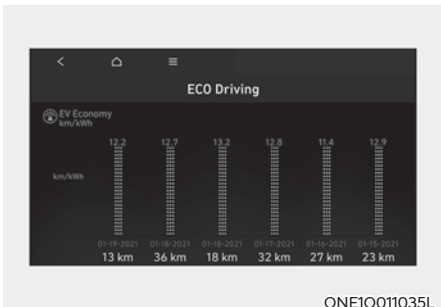 ECO Driving
EV Economy
km/kWh
12.2 12.7 13.2 12.8 11.4 12.9
km/kWh
01-19-2021 01-18-2021 01-18-2021 01-17-2021 01-16-2021 01-15-2021
13 km 36 km 18 km 32 km 27 km 23 km
ONE1Q011035L